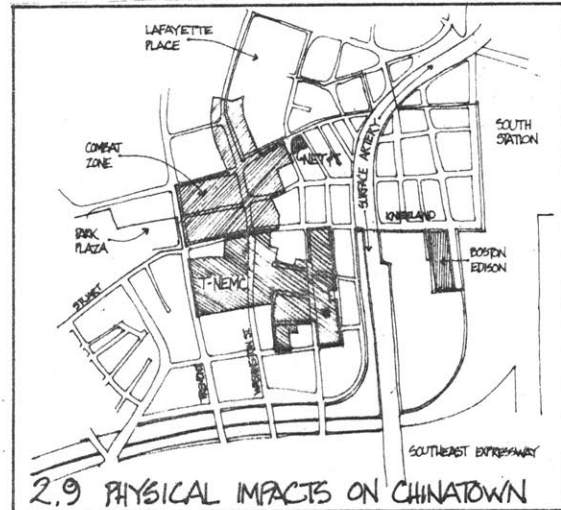 LAFAYETTE
PLACE
COMBAT
ZONE
NET&T
SURFACE ARTERY
SOUTH
STATION
KNEELAND
PARK
PLAZA
BOSTON
EDISON
T-NEMC
STUART
TREMONT
WASHINGTON ST.
SOUTHEAST EXPRESSWAY
2.9 PHYSICAL IMPACTS ON CHINATOWN